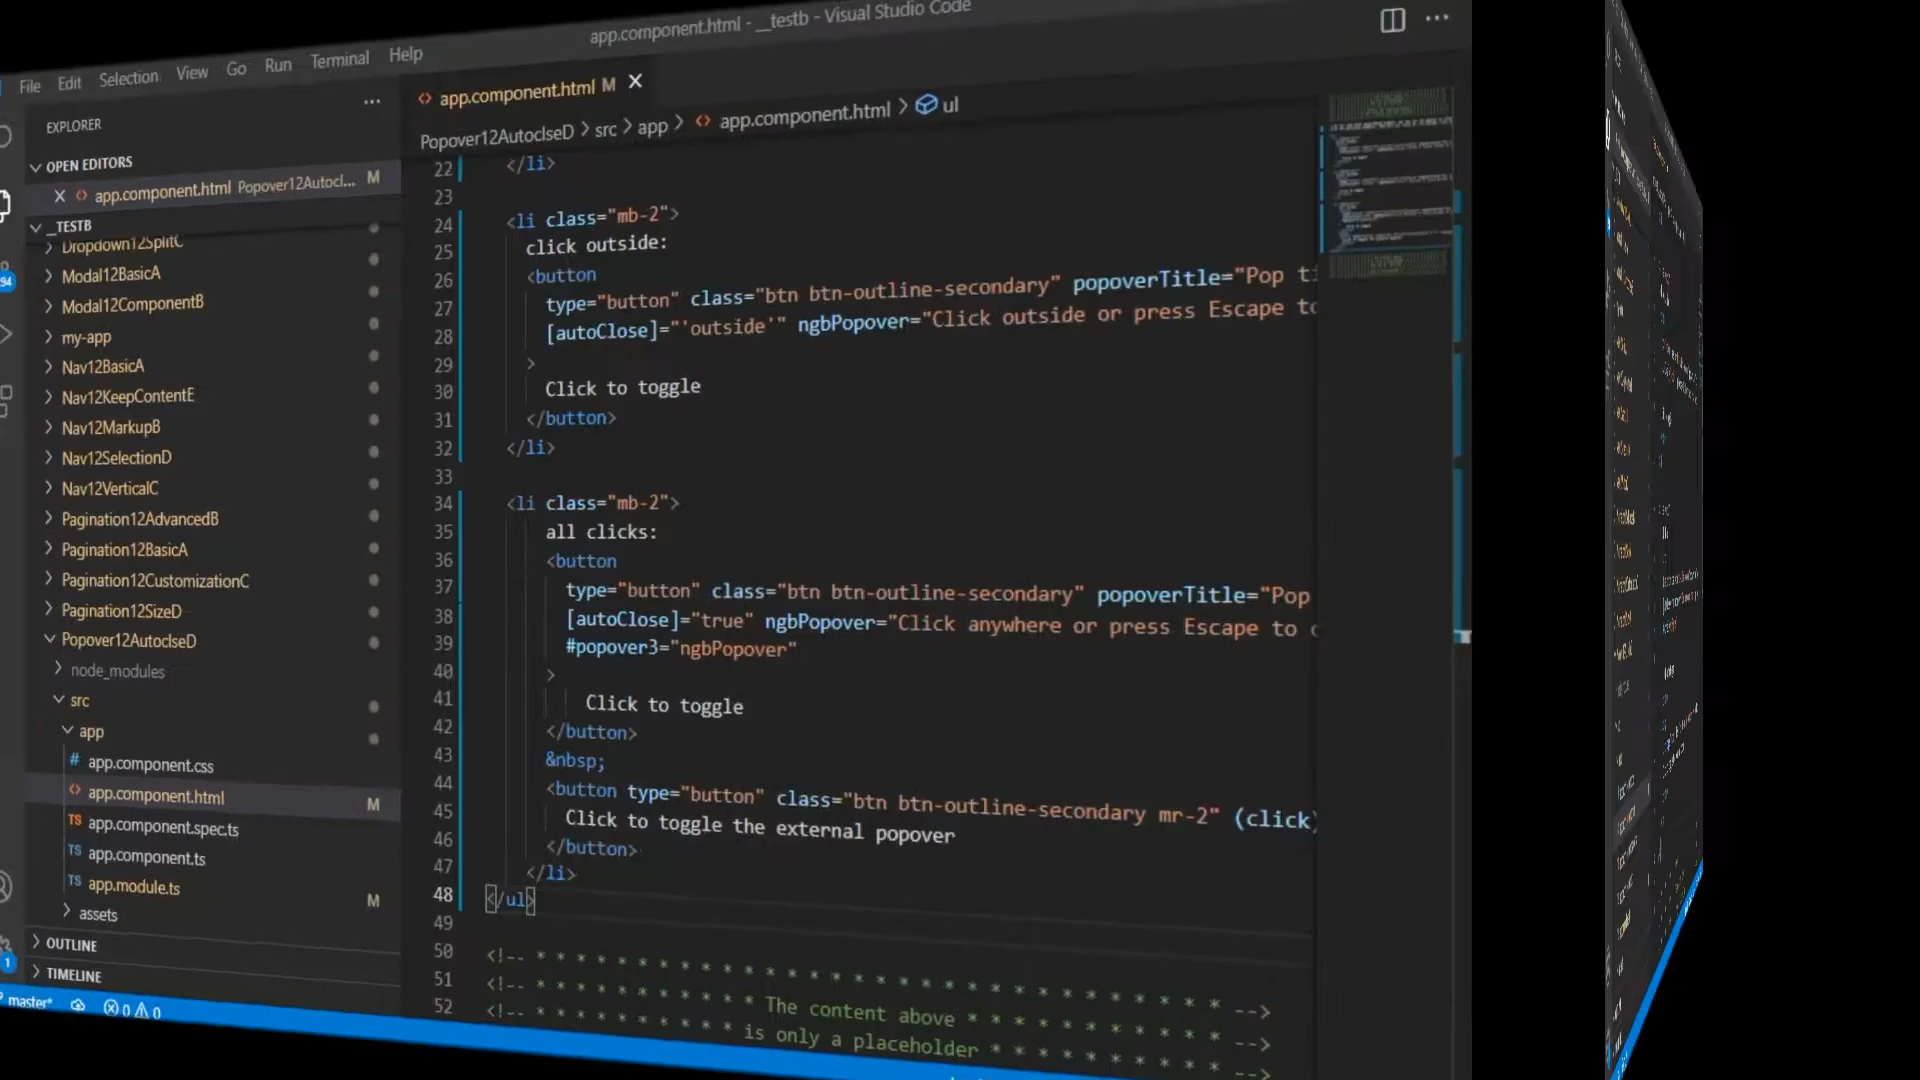 app.component.html - __testb - Visual Studio Code
File Edit Selection View Go Run Terminal Help
EXPLORER
OPEN EDITORS
app.component.html Popover12Autocl... M
__TESTB
Dropdown12SplitC
Modal12BasicA
Modal12ComponentB
my-app
Nav12BasicA
Nav12KeepContentE
Nav12MarkupB
Nav12SelectionD
Nav12VerticalC
Pagination12AdvancedB
Pagination12BasicA
Pagination12CustomizationC
Pagination12SizeD
Popover12AutoclseD
node_modules
src
app
app.component.css
app.component.html M
app.component.spec.ts
app.component.ts
app.module.ts M
assets
OUTLINE
TIMELINE
94
1
master* 0 0
app.component.html M
Popover12AutoclseD > src > app > app.component.html > ul
22 </li>
23
24 <li class="mb-2">
25 click outside:
26 <button
27 type="button" class="btn btn-outline-secondary" popoverTitle="Pop ti
28 [autoClose]="'outside'" ngbPopover="Click outside or press Escape to
29 >
30 Click to toggle
31 </button>
32 </li>
33
34 <li class="mb-2">
35 all clicks:
36 <button
37 type="button" class="btn btn-outline-secondary" popoverTitle="Pop
38 [autoClose]="true" ngbPopover="Click anywhere or press Escape to c
39 #popover3="ngbPopover"
40 >
41 Click to toggle
42 </button>
43 &nbsp;
44 <button type="button" class="btn btn-outline-secondary mr-2" (click)
45 Click to toggle the external popover
46 </button>
47 </li>
48 </ul>
49
50 <!-- * * * * * * * * * * * * * * * * * * * * * * * * * * * * * * * * -->
51 <!-- * * * * * * * * * * The content above * * * * * * * * * * * * -->
52 <!-- * * * * * * * * * * is only a placeholder * * * * * * * * * * * -->